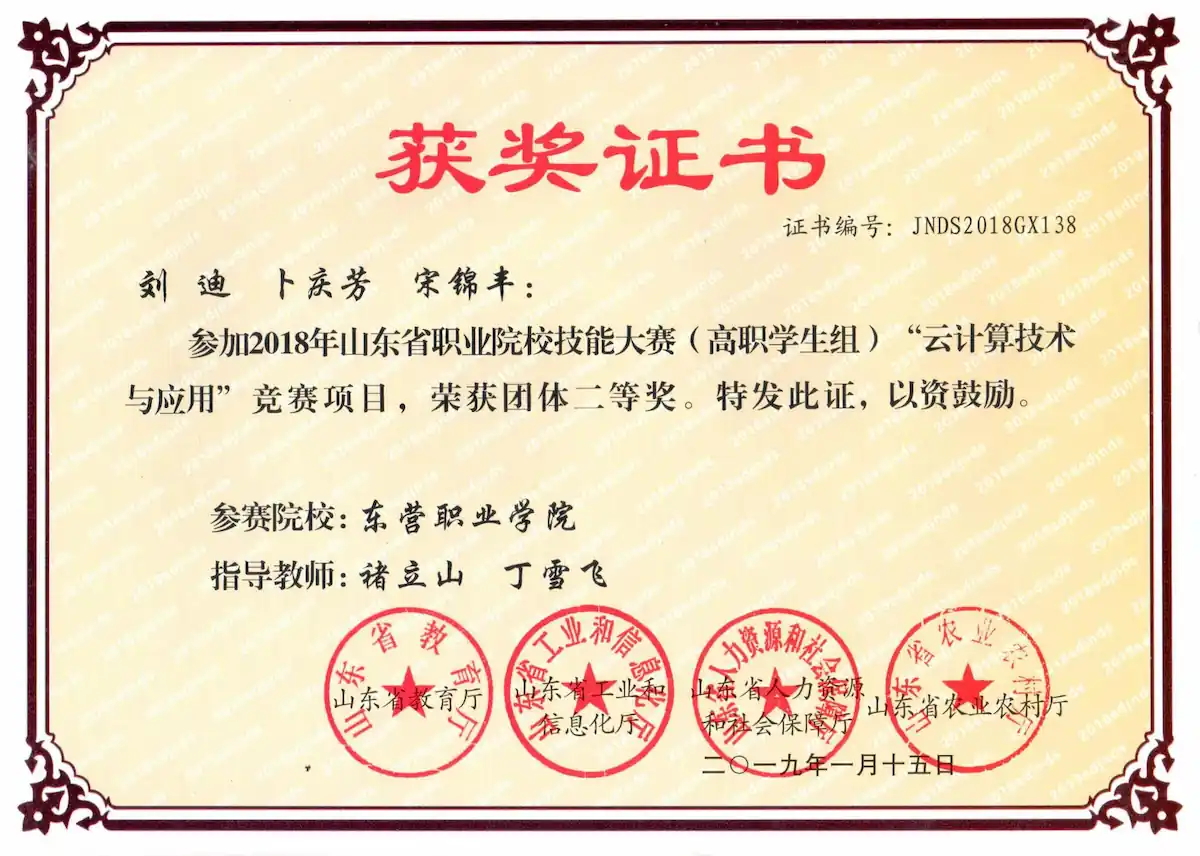 获奖证书
证书编号：JNDS2018GX138
刘 迪 卜庆芳 宋锦丰：
参加2018年山东省职业院校技能大赛（高职学生组）“云计算技术
与应用”竞赛项目，荣获团体二等奖。特发此证，以资鼓励。
参赛院校：东营职业学院
指导教师：褚立山 丁雪飞
山东省教育厅
山东省教育厅
山东省工业和信息化厅
山东省工业和
信息化厅
山东省人力资源和社会保障厅
山东省人力资源
和社会保障厅
山东省农业农村厅
山东省农业农村厅
二〇一九年一月十五日
2018sdjnds